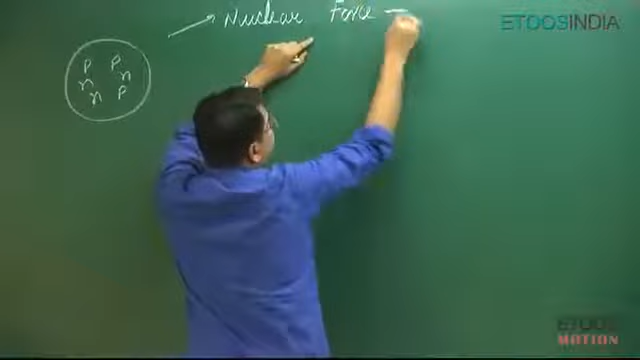 → Nuclear Force –
ETOOSINDIA
P P
n n
n P
ETOOS
MOTION